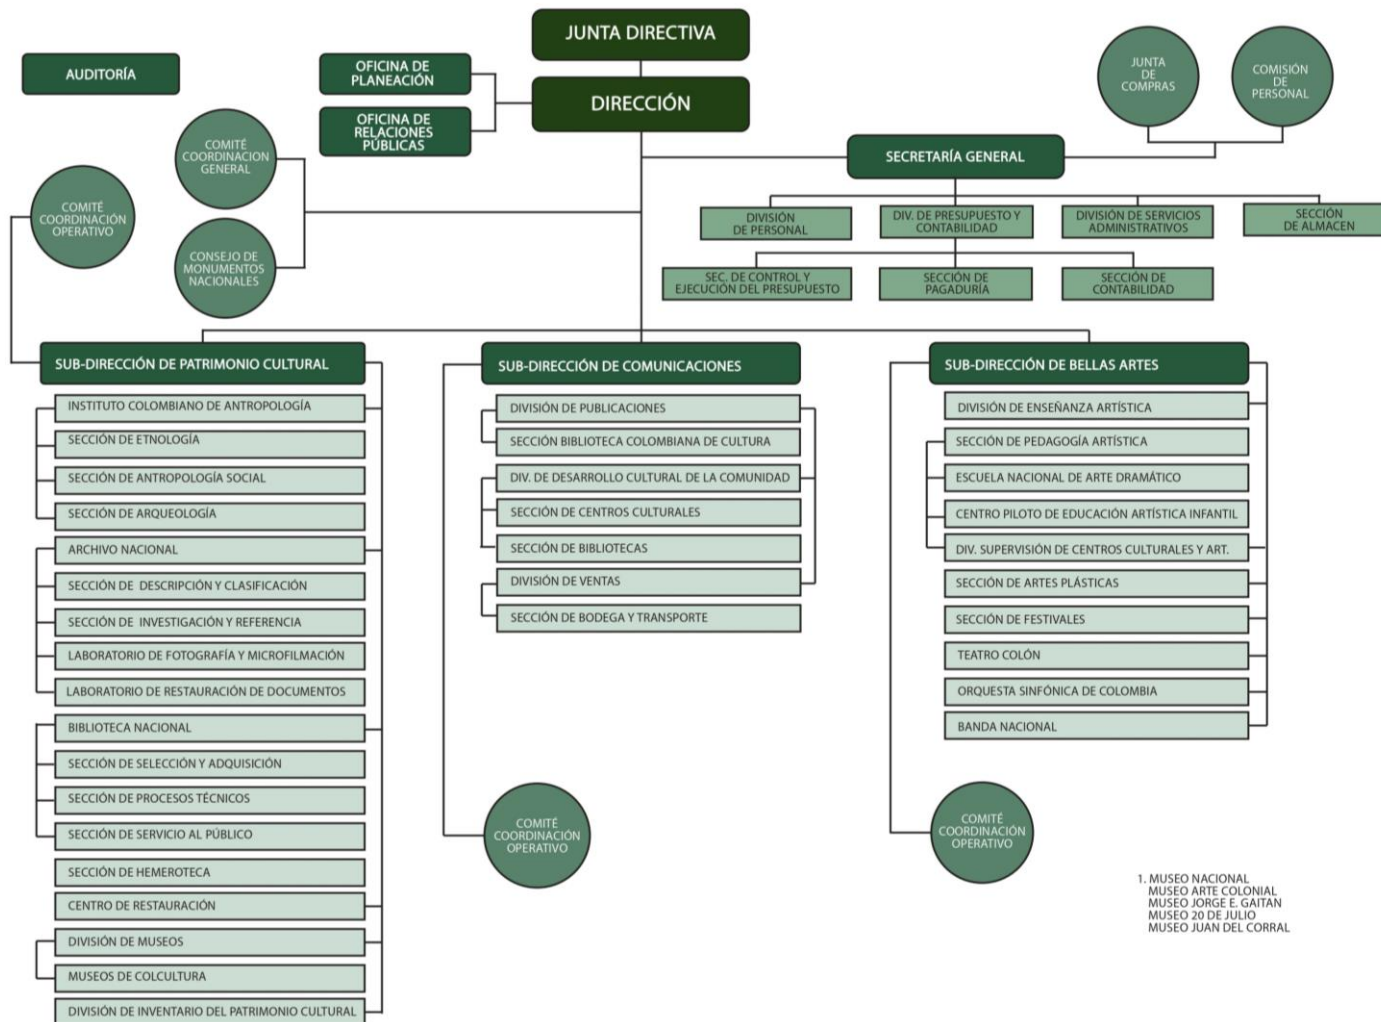 JUNTA DIRECTIVA
AUDITORÍA
OFICINA DE
PLANEACIÓN
DIRECCIÓN
OFICINA DE
RELACIONES
PÚBLICAS
JUNTA
DE
COMPRAS
COMISIÓN
DE
PERSONAL
COMITÉ
COORDINACION
GENERAL
SECRETARÍA GENERAL
COMITÉ
COORDINACIÓN
OPERATIVO
CONSEJO DE
MONUMENTOS
NACIONALES
DIVISIÓN
DE PERSONAL
DIV. DE PRESUPUESTO Y
CONTABILIDAD
DIVISIÓN DE SERVICIOS
ADMINISTRATIVOS
SECCIÓN
DE ALMACEN
SEC. DE CONTROL Y
EJECUCIÓN DEL PRESUPUESTO
SECCIÓN DE
PAGADURÍA
SECCIÓN DE
CONTABILIDAD
SUB-DIRECCIÓN DE PATRIMONIO CULTURAL
INSTITUTO COLOMBIANO DE ANTROPOLOGÍA
SECCIÓN DE ETNOLOGÍA
SECCIÓN DE ANTROPOLOGÍA SOCIAL
SECCIÓN DE ARQUEOLOGÍA
ARCHIVO NACIONAL
SECCIÓN DE DESCRIPCIÓN Y CLASIFICACIÓN
SECCIÓN DE INVESTIGACIÓN Y REFERENCIA
LABORATORIO DE FOTOGRAFÍA Y MICROFILMACIÓN
LABORATORIO DE RESTAURACIÓN DE DOCUMENTOS
BIBLIOTECA NACIONAL
SECCIÓN DE SELECCIÓN Y ADQUISICIÓN
SECCIÓN DE PROCESOS TÉCNICOS
SECCIÓN DE SERVICIO AL PÚBLICO
SECCIÓN DE HEMEROTECA
CENTRO DE RESTAURACIÓN
DIVISIÓN DE MUSEOS
MUSEOS DE COLCULTURA
DIVISIÓN DE INVENTARIO DEL PATRIMONIO CULTURAL
SUB-DIRECCIÓN DE COMUNICACIONES
DIVISIÓN DE PUBLICACIONES
SECCIÓN BIBLIOTECA COLOMBIANA DE CULTURA
DIV. DE DESARROLLO CULTURAL DE LA COMUNIDAD
SECCIÓN DE CENTROS CULTURALES
SECCIÓN DE BIBLIOTECAS
DIVISIÓN DE VENTAS
SECCIÓN DE BODEGA Y TRANSPORTE
COMITÉ
COORDINACIÓN
OPERATIVO
SUB-DIRECCIÓN DE BELLAS ARTES
DIVISIÓN DE ENSEÑANZA ARTÍSTICA
SECCIÓN DE PEDAGOGÍA ARTÍSTICA
ESCUELA NACIONAL DE ARTE DRAMÁTICO
CENTRO PILOTO DE EDUCACIÓN ARTÍSTICA INFANTIL
DIV. SUPERVISIÓN DE CENTROS CULTURALES Y ART.
SECCIÓN DE ARTES PLÁSTICAS
SECCIÓN DE FESTIVALES
TEATRO COLÓN
ORQUESTA SINFÓNICA DE COLOMBIA
BANDA NACIONAL
COMITÉ
COORDINACIÓN
OPERATIVO
1. MUSEO NACIONAL
MUSEO ARTE COLONIAL
MUSEO JORGE E. GAITAN
MUSEO 20 DE JULIO
MUSEO JUAN DEL CORRAL